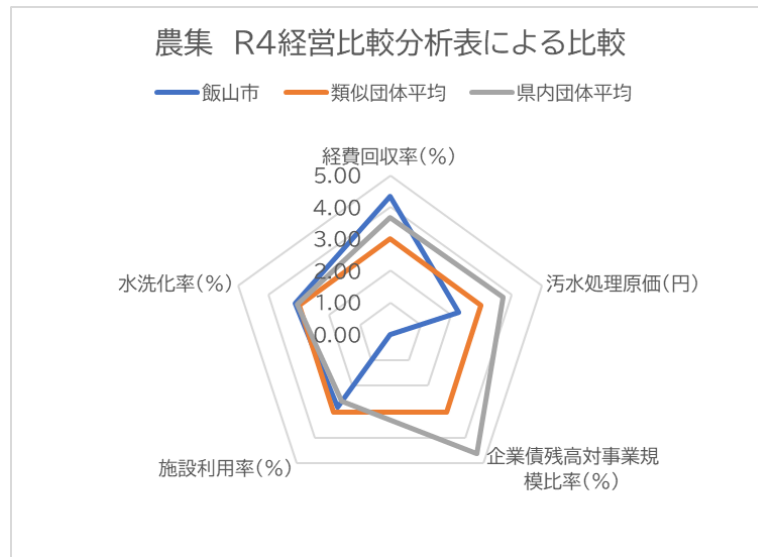 農集　R4経営比較分析表による比較
飯山市
類似団体平均
県内団体平均
経費回収率(%)
5.00
4.00
3.00
2.00
1.00
0.00
汚水処理原価(円)
企業債残高対事業規
模比率(%)
施設利用率(%)
水洗化率(%)